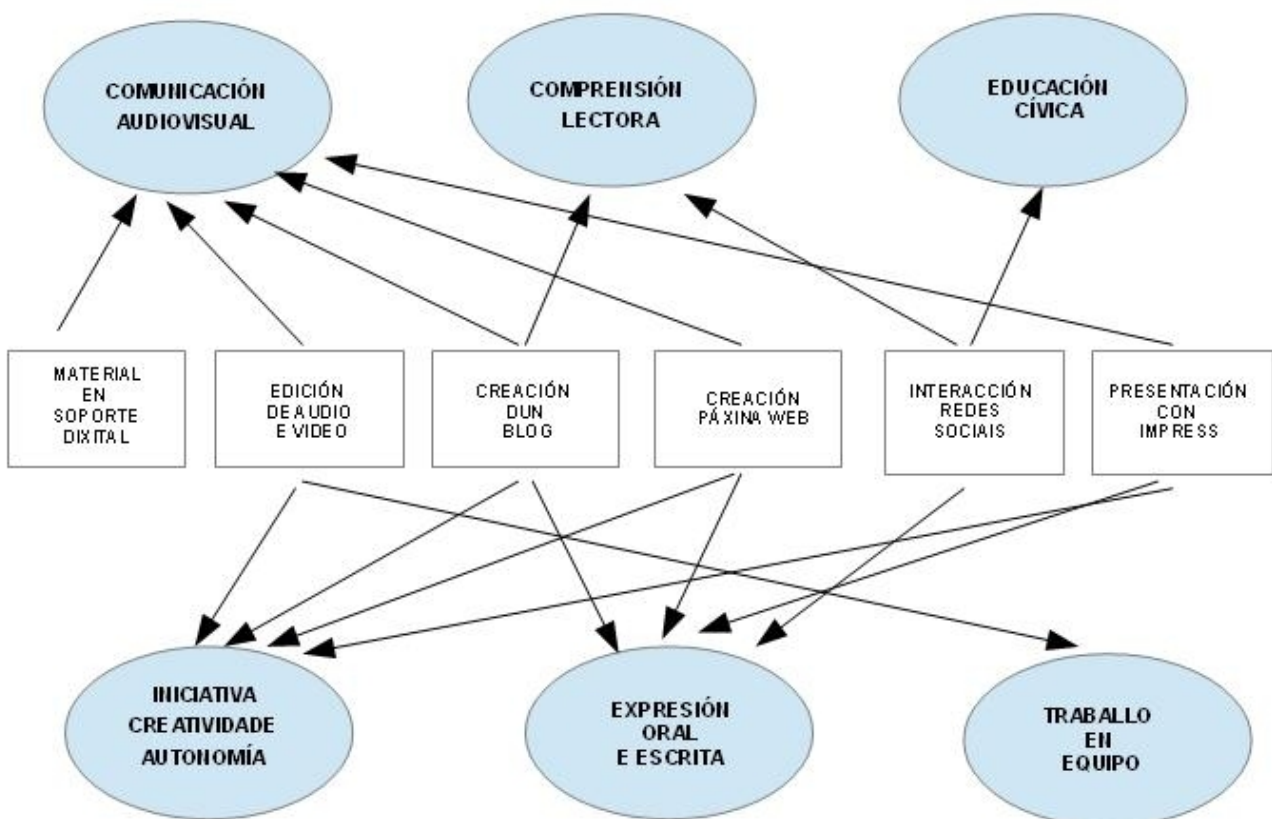 COMUNICACIÓN
AUDIOVISUAL
COMPRENSIÓN
LECTORA
EDUCACIÓN
CÍVICA
MATERIAL
EN
SOPORTE
DIXITAL
EDICIÓN
DE AUDIO
E VIDEO
CREACIÓN
DUN
BLOG
CREACIÓN
PÁXINA WEB
INTERACCIÓN
REDES
SOCIAIS
PRESENTACIÓN
CON
IMPRESS
INICIATIVA
CREATIVIDADE
AUTONOMÍA
EXPRESIÓN
ORAL
E ESCRITA
TRABALLO
EN
EQUIPO